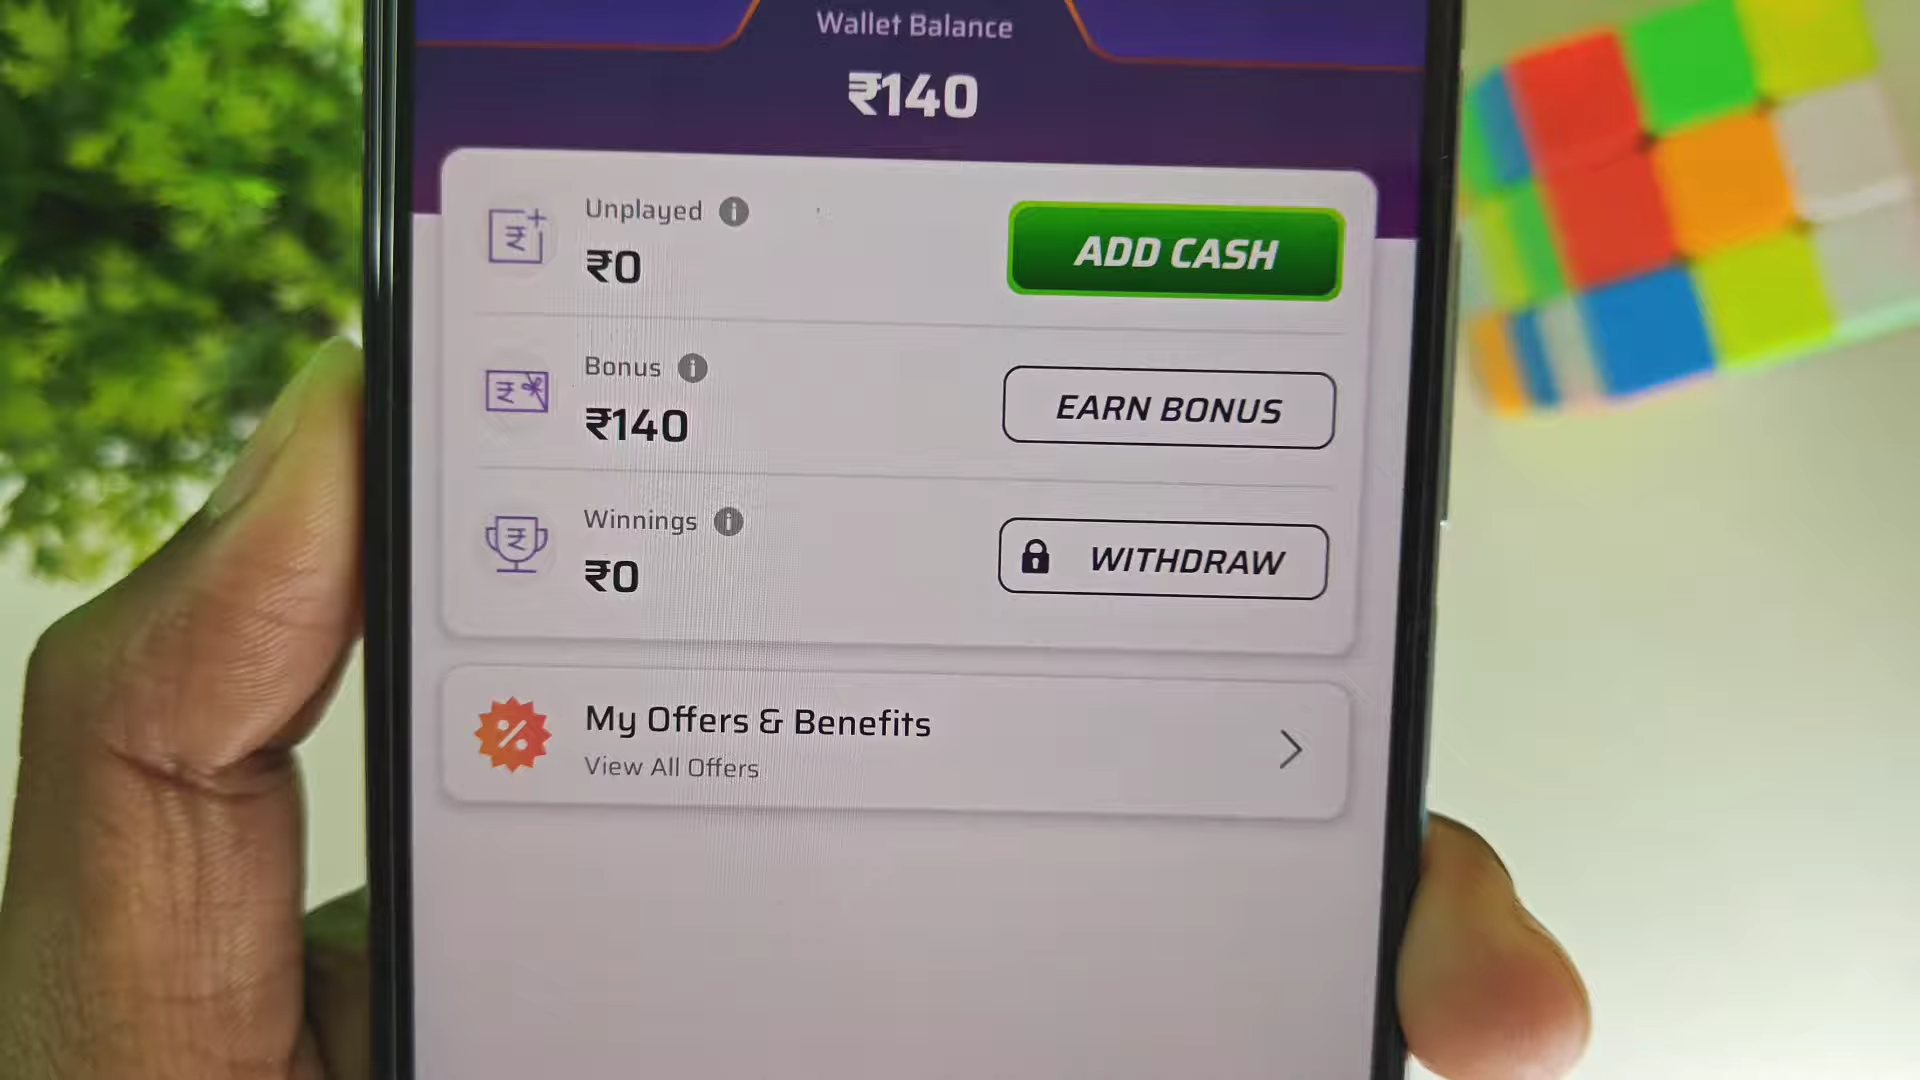 Wallet Balance
₹140
Unplayed
₹0
ADD CASH
Bonus
₹140
EARN BONUS
Winnings
₹0
WITHDRAW
My Offers & Benefits
View All Offers